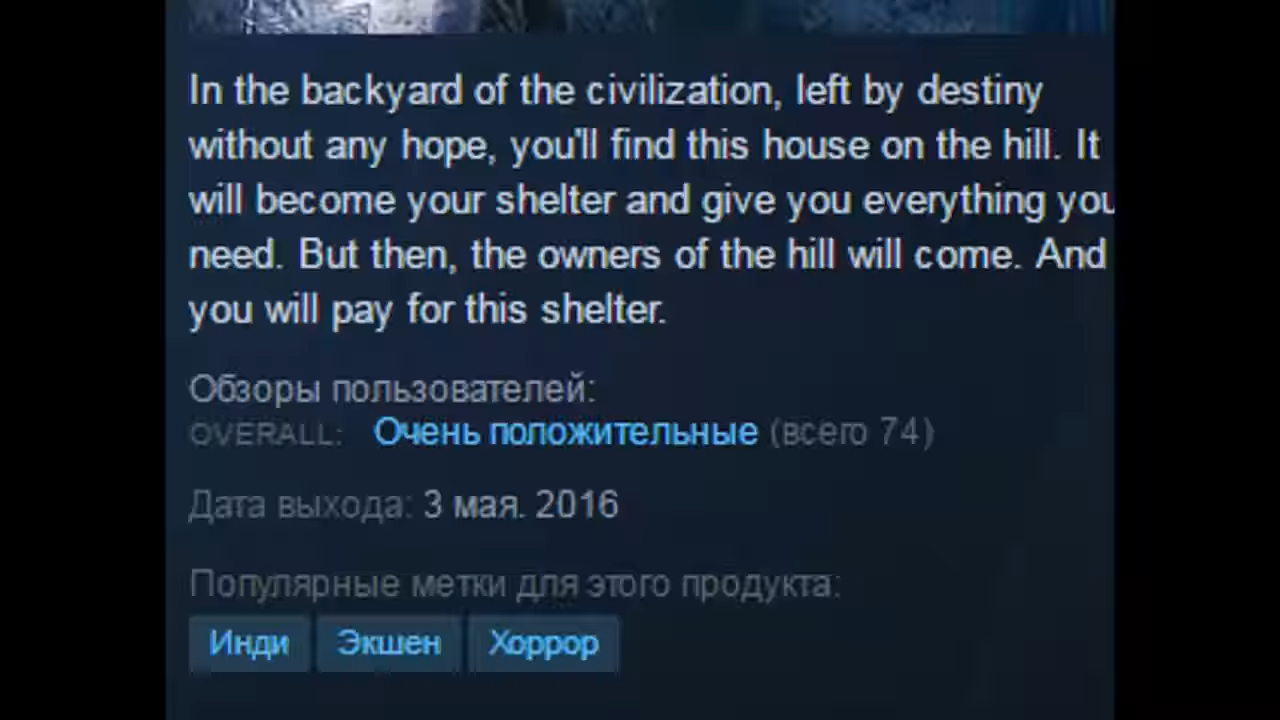 In the backyard of the civilization, left by destiny
without any hope, you'll find this house on the hill. It
will become your shelter and give you everything you
need. But then, the owners of the hill will come. And
you will pay for this shelter.
Обзоры пользователей:
OVERALL: Очень положительные (всего 74)
Дата выхода: 3 мая. 2016
Популярные метки для этого продукта:
Инди Экшен Хоррор